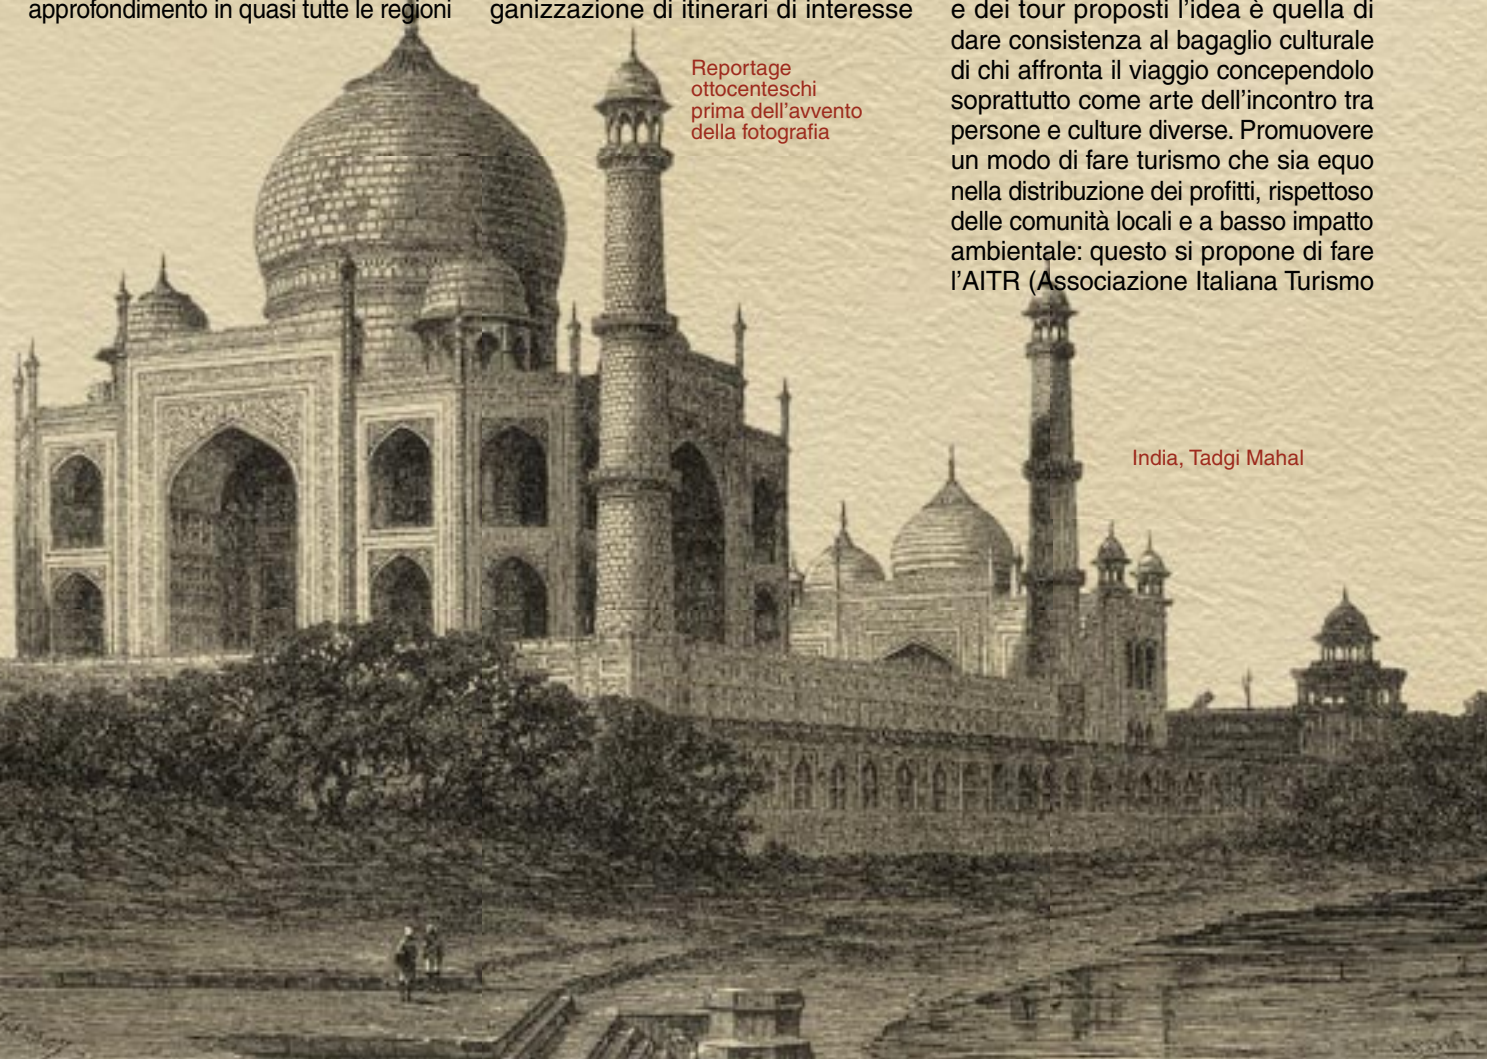 approfondimento in quasi tutte le regioni
ganizzazione di itinerari di interesse
Reportage
ottocenteschi
prima dell'avvento
della fotografia
e dei tour proposti l'idea è quella di
dare consistenza al bagaglio culturale
di chi affronta il viaggio concependolo
soprattutto come arte dell'incontro tra
persone e culture diverse. Promuovere
un modo di fare turismo che sia equo
nella distribuzione dei profitti, rispettoso
delle comunità locali e a basso impatto
ambientale: questo si propone di fare
l'AITR (Associazione Italiana Turismo
India, Tadgi Mahal